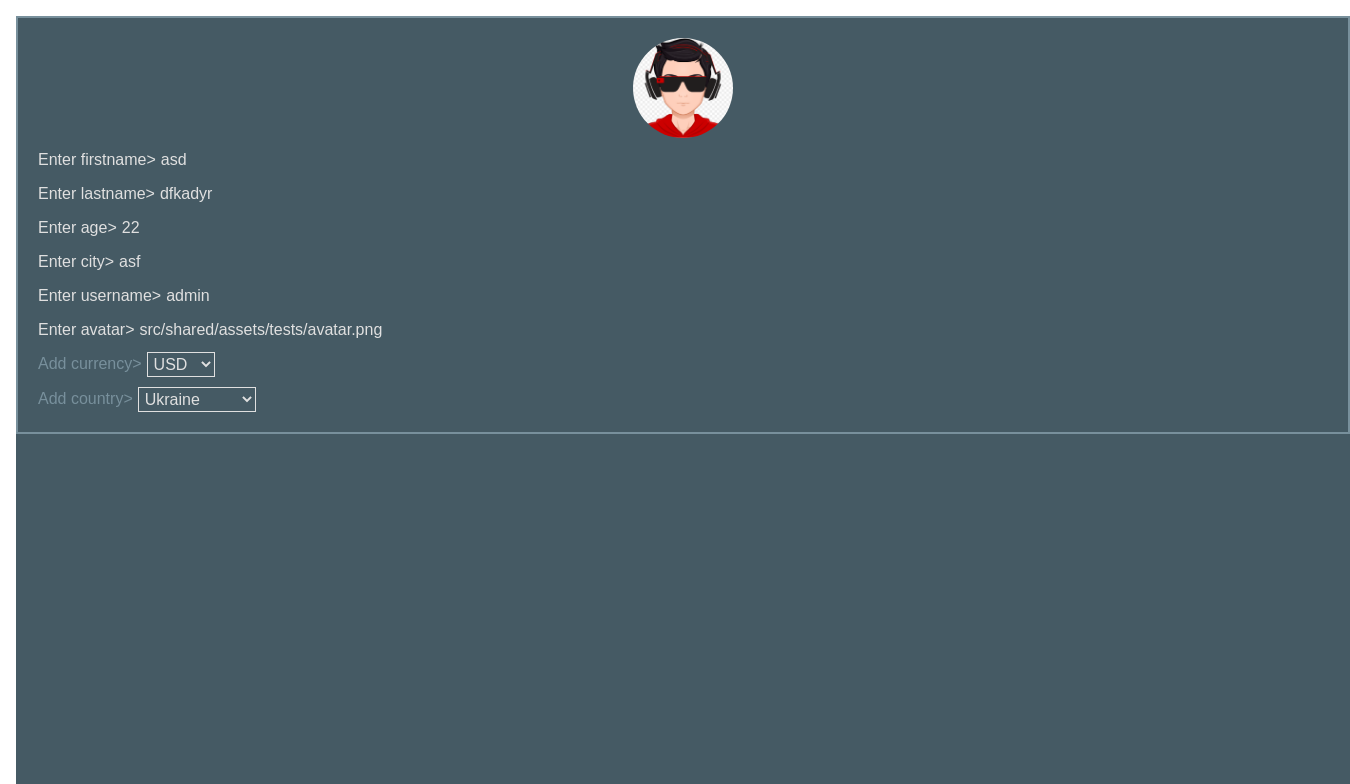 Enter firstname> asd
Enter lastname> dfkadyr
Enter age> 22
Enter city> asf
Enter username> admin
Enter avatar> src/shared/assets/tests/avatar.png
Add currency> USD
Add country> Ukraine